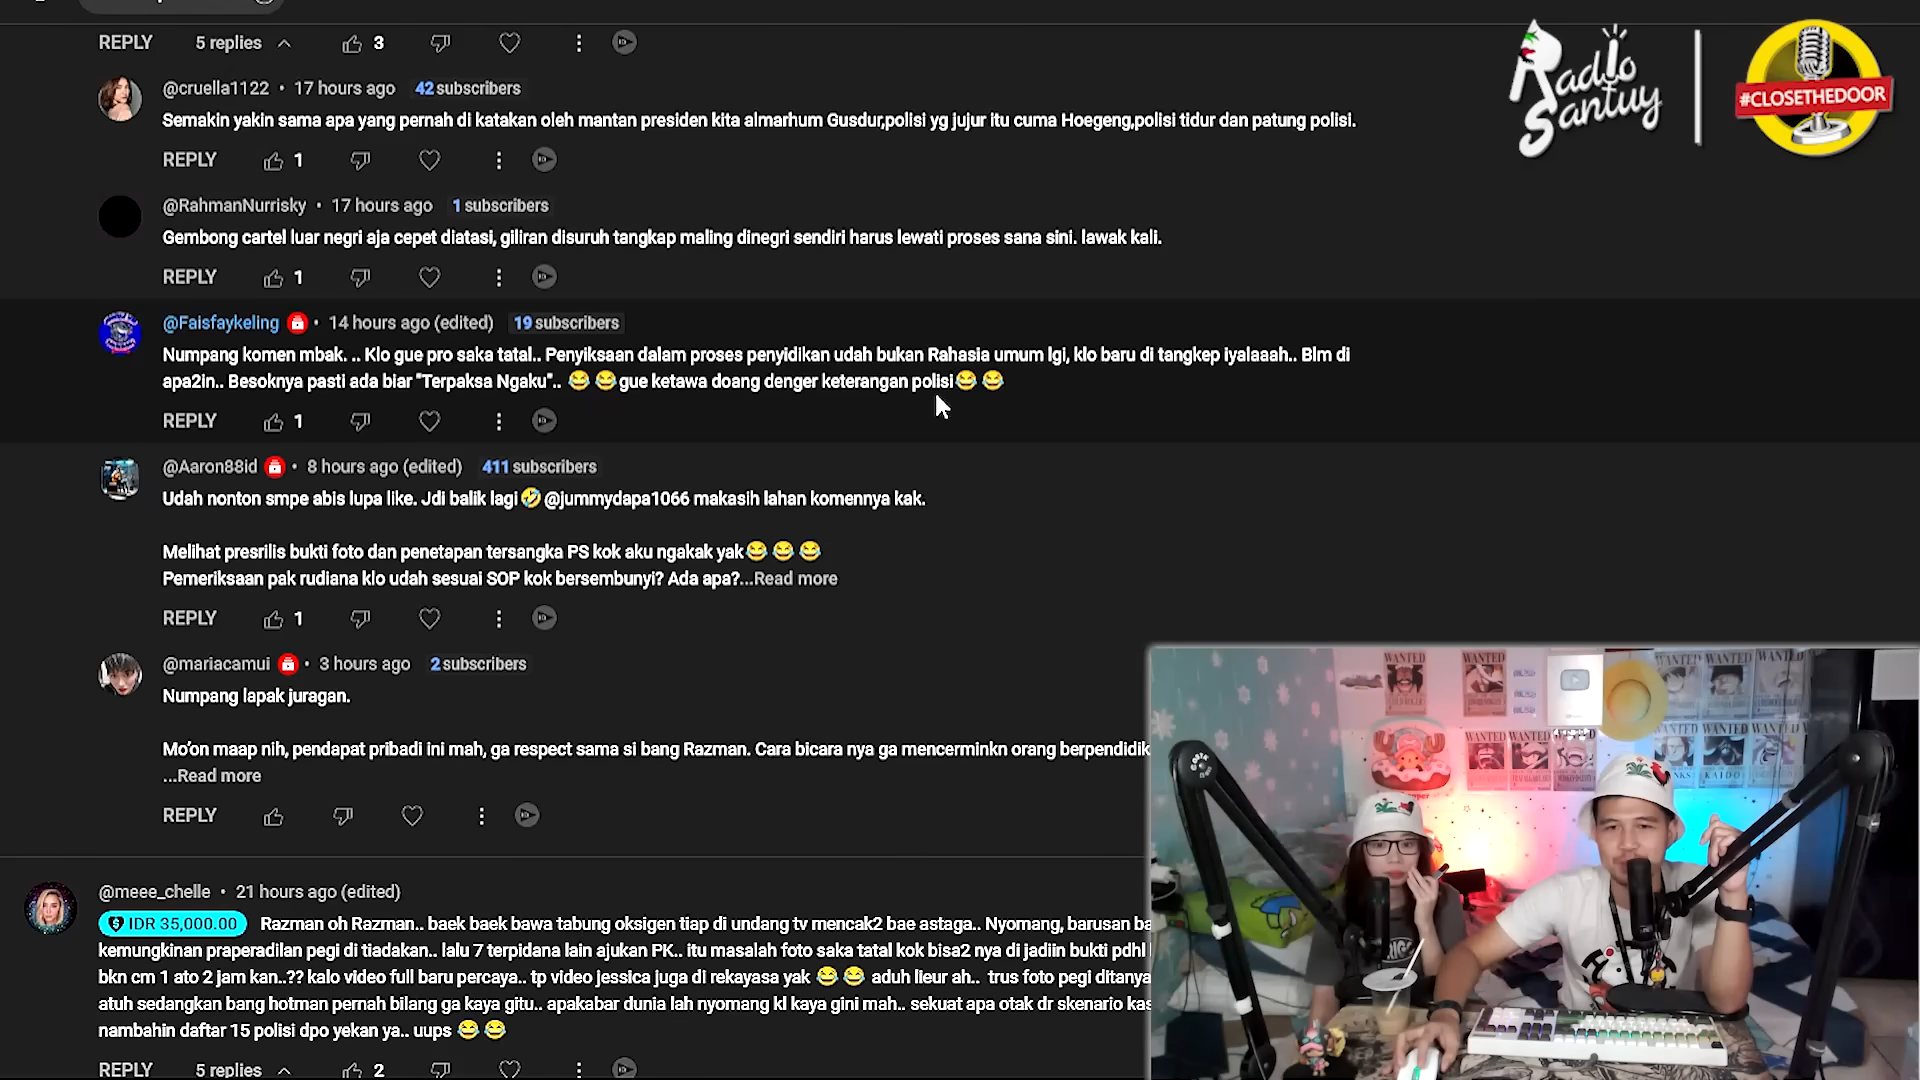 REPLY 5 replies 3
Radio Santuy
#CLOSETHEDOOR
@cruella1122 • 17 hours ago 42 subscribers
Semakin yakin sama apa yang pernah di katakan oleh mantan presiden kita almarhum Gusdur,polisi yg jujur itu cuma Hoegeng,polisi tidur dan patung polisi.
REPLY 1
@RahmanNurrisky • 17 hours ago 1 subscribers
Gembong cartel luar negri aja cepet diatasi, giliran disuruh tangkap maling dinegri sendiri harus lewati proses sana sini. lawak kali.
REPLY 1
@Faisfaykeling • 14 hours ago (edited) 19 subscribers
Numpang komen mbak. .. Klo gue pro saka tatal.. Penyiksaan dalam proses penyidikan udah bukan Rahasia umum lgi, klo baru di tangkep iyalaaah.. Blm di
apa2in.. Besoknya pasti ada biar "Terpaksa Ngaku".. 😂 😂 gue ketawa doang denger keterangan polisi 😂 😂
REPLY 1
@Aaron88id • 8 hours ago (edited) 411 subscribers
Udah nonton smpe abis lupa like. Jdi balik lagi 🤣 @jummydapa1066 makasih lahan komennya kak.
Melihat presrilis bukti foto dan penetapan tersangka PS kok aku ngakak yak 😂 😂 😂
Pemeriksaan pak rudiana klo udah sesuai SOP kok bersembunyi? Ada apa?...Read more
REPLY 1
@mariacamui • 3 hours ago 2 subscribers
Numpang lapak juragan.
Mo'on maap nih, pendapat pribadi ini mah, ga respect sama si bang Razman. Cara bicara nya ga mencerminkn orang berpendidik
...Read more
REPLY
@meee_chelle • 21 hours ago (edited)
IDR 35,000.00 Razman oh Razman.. baek baek bawa tabung oksigen tiap di undang tv mencak2 bae astaga.. Nyomang, barusan ba
kemungkinan praperadilan pegi di tiadakan.. lalu 7 terpidana lain ajukan PK.. itu masalah foto saka tatal kok bisa2 nya di jadiin bukti pdhl
bkn cm 1 ato 2 jam kan..?? kalo video full baru percaya.. tp video jessica juga di rekayasa yak 😂 😂 aduh lieur ah.. trus foto pegi ditanya
atuh sedangkan bang hotman pernah bilang ga kaya gitu.. apakabar dunia lah nyomang kl kaya gini mah.. sekuat apa otak dr skenario kas
nambahin daftar 15 polisi dpo yekan ya.. uups 😂 😂
REPLY 5 replies 2
WANTED
WANTED
WANTED
WANTED
WANTED
KAIDO